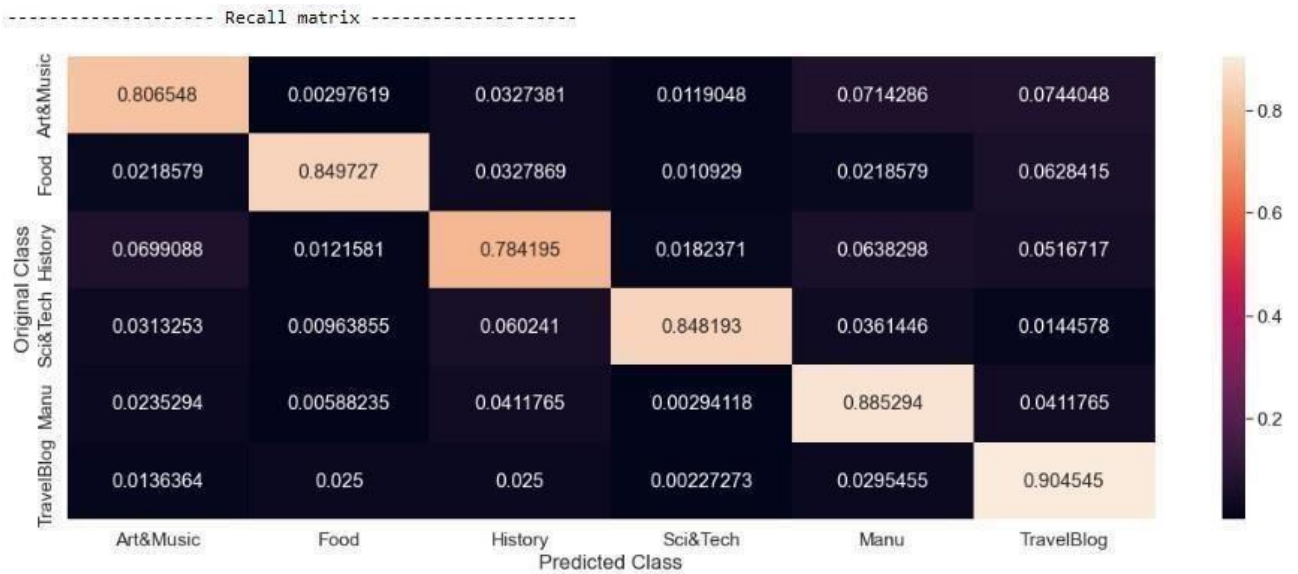 -------------------- Recall matrix --------------------
Art&Music 0.806548 0.00297619 0.0327381 0.0119048 0.0714286 0.0744048
0.8
Food 0.0218579 0.849727 0.0327869 0.010929 0.0218579 0.0628415
0.6
Original Class
History 0.0699088 0.0121581 0.784195 0.0182371 0.0638298 0.0516717
Sci&Tech 0.0313253 0.00963855 0.060241 0.848193 0.0361446 0.0144578
0.4
Manu 0.0235294 0.00588235 0.0411765 0.00294118 0.885294 0.0411765
0.2
TravelBlog 0.0136364 0.025 0.025 0.00227273 0.0295455 0.904545
Art&Music Food History Sci&Tech Manu TravelBlog
Predicted Class